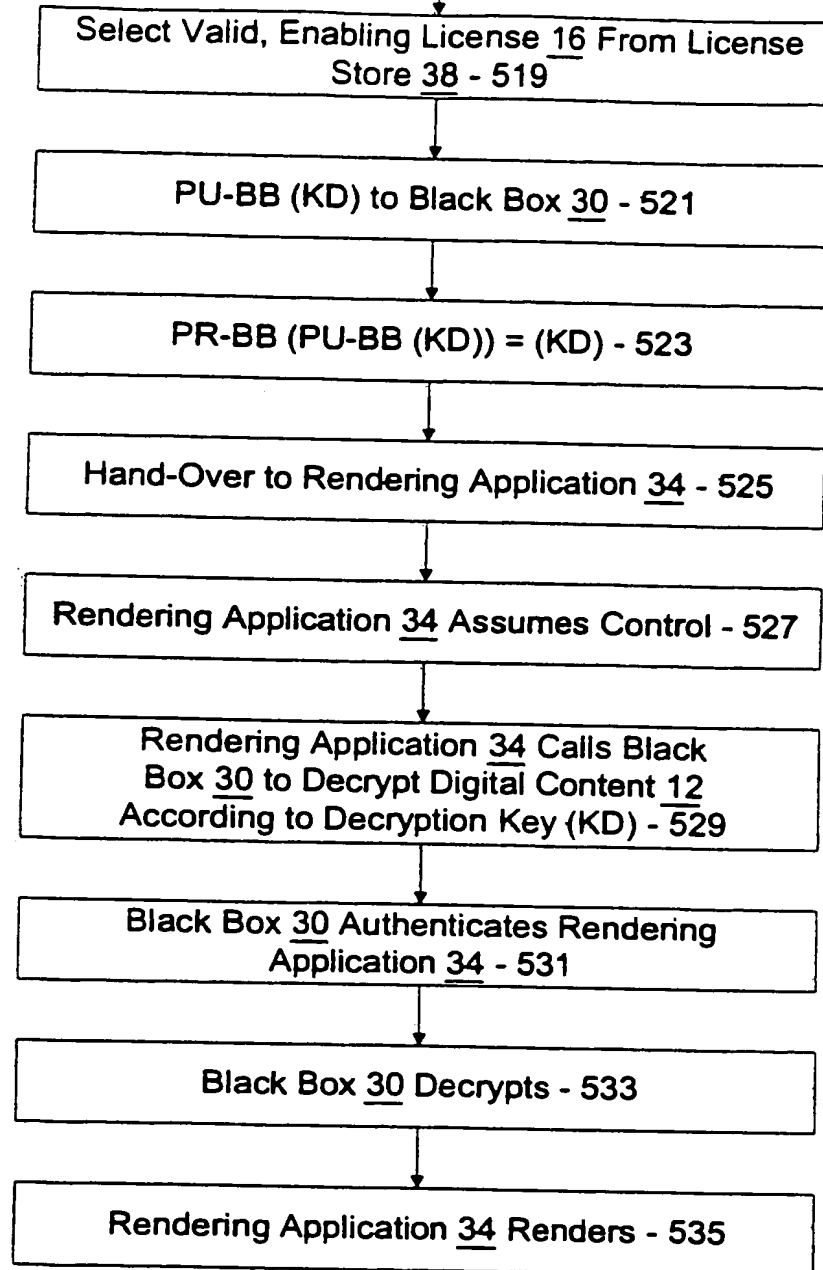 Select Valid, Enabling License 16 From License
Store 38 - 519
PU-BB (KD) to Black Box 30 - 521
PR-BB (PU-BB (KD)) = (KD) - 523
Hand-Over to Rendering Application 34 - 525
Rendering Application 34 Assumes Control - 527
Rendering Application 34 Calls Black
Box 30 to Decrypt Digital Content 12
According to Decryption Key (KD) - 529
Black Box 30 Authenticates Rendering
Application 34 - 531
Black Box 30 Decrypts - 533
Rendering Application 34 Renders - 535